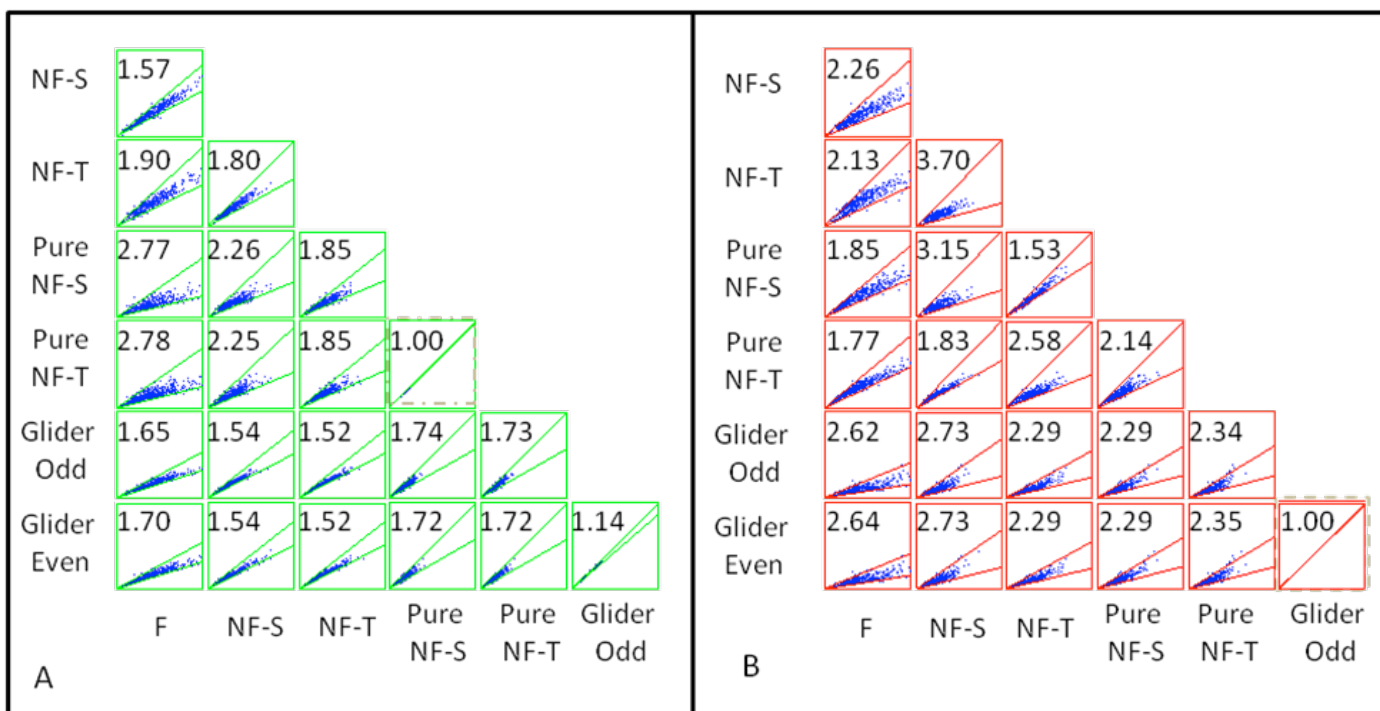 NF-S 1.57
NF-T 1.90 1.80
Pure
NF-S 2.77 2.26 1.85
Pure
NF-T 2.78 2.25 1.85 1.00
Glider
Odd 1.65 1.54 1.52 1.74 1.73
Glider
Even 1.70 1.54 1.52 1.72 1.72 1.14
F NF-S NF-T Pure Pure Glider
NF-S NF-T Odd
A
NF-S 2.26
NF-T 2.13 3.70
Pure
NF-S 1.85 3.15 1.53
Pure
NF-T 1.77 1.83 2.58 2.14
Glider
Odd 2.62 2.73 2.29 2.29 2.34
Glider
Even 2.64 2.73 2.29 2.29 2.35 1.00
F NF-S NF-T Pure Pure Glider
NF-S NF-T Odd
B